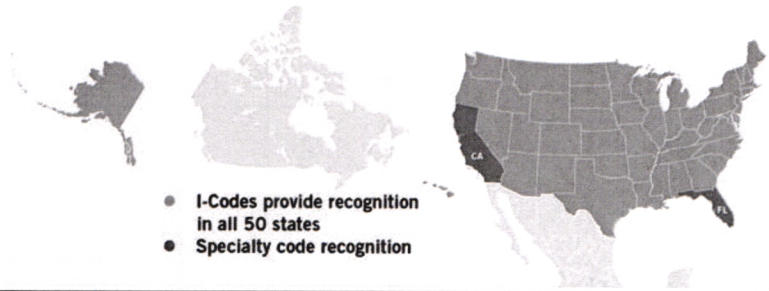 CA
FL
I-Codes provide recognition
in all 50 states
Specialty code recognition